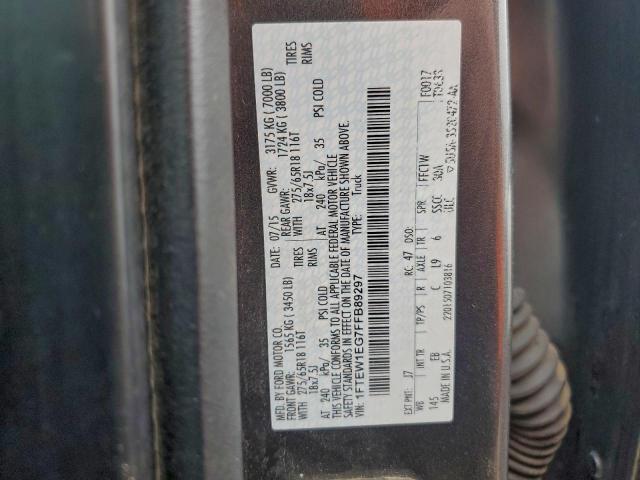 MFD. BY FORD MOTOR CO.
DATE: 07/15 GVWR: 3175 KG ( 7000 LB)
FRONT GAWR: 1565 KG ( 3450 LB) REAR GAWR: 1724 KG ( 3800 LB)
WITH 275/65R18 116T TIRES WITH 275/65R18 116T TIRES
18x7.5J RIMS 18x7.5J RIMS
AT 240 kPa/ 35 PSI COLD AT 240 kPa/ 35 PSI COLD
THIS VEHICLE CONFORMS TO ALL APPLICABLE FEDERAL MOTOR VEHICLE
SAFETY STANDARDS IN EFFECT ON THE DATE OF MANUFACTURE SHOWN ABOVE.
VIN: 1FTEW1EG7FFB89297 TYPE: Truck
EXT PNT: J7 RC: 47 DSO: F0017
WB INT TR TP/PS R AXLE TR SPR FFC1W
145 EB C L9 6 SSCC
MADE IN U.S.A. 2201507103816